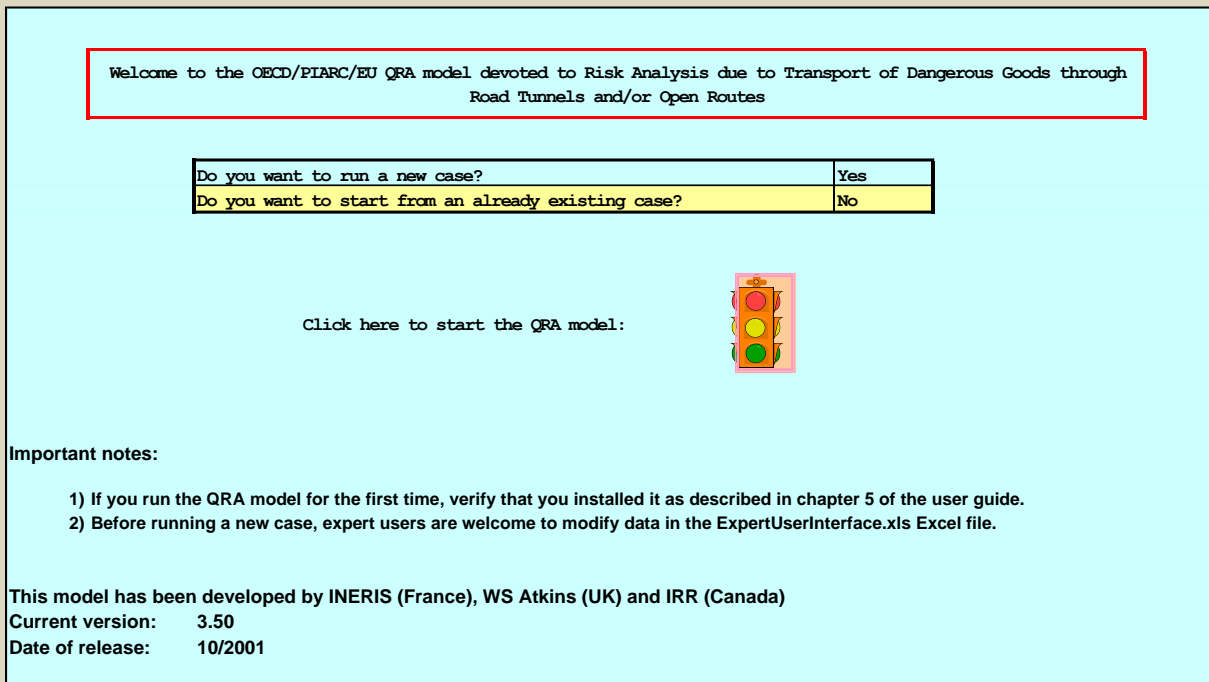 Welcome to the OECD/PIARC/EU QRA model devoted to Risk Analysis due to Transport of Dangerous Goods through
Road Tunnels and/or Open Routes
Do you want to run a new case? Yes
Do you want to start from an already existing case? No
Click here to start the QRA model:
Important notes:
1) If you run the QRA model for the first time, verify that you installed it as described in chapter 5 of the user guide.
2) Before running a new case, expert users are welcome to modify data in the ExpertUserInterface.xls Excel file.
This model has been developed by INERIS (France), WS Atkins (UK) and IRR (Canada)
Current version: 3.50
Date of release: 10/2001